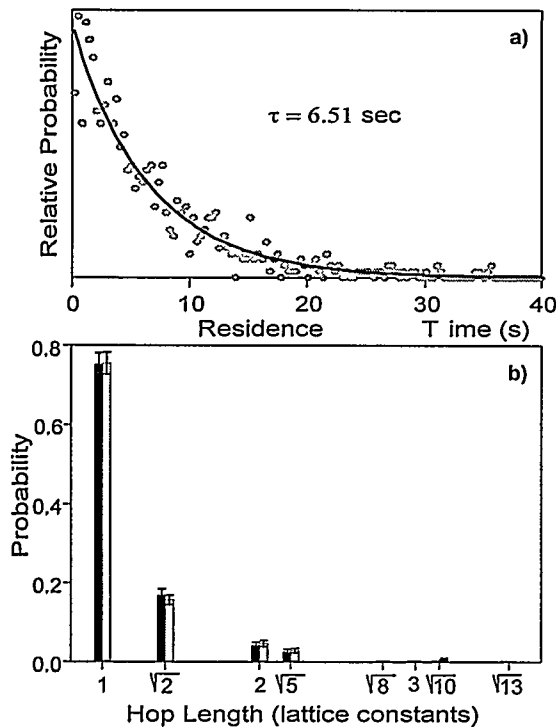 a)
τ = 6.51 sec
Relative Probability
0 10 20 30 40
Residence T ime (s)
b)
0.8
0.6
0.4
0.2
0.0
Probability
1 √2 2 √5 √8 3 √10 √13
Hop Length (lattice constants)